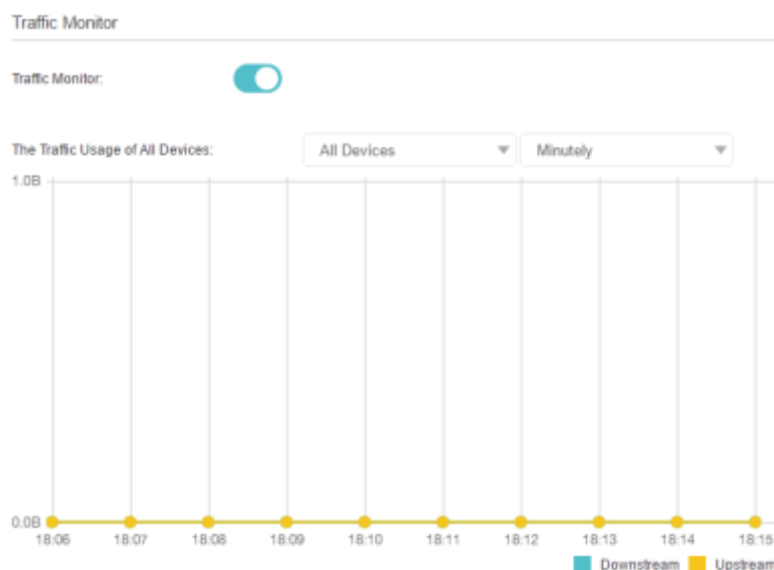 Traffic Monitor
Traffic Monitor:
The Traffic Usage of All Devices: All Devices Minutely
1.0B
0.0B
18:06 18:07 18:08 18:09 18:10 18:11 18:12 18:13 18:14 18:15
Downstream Upstream